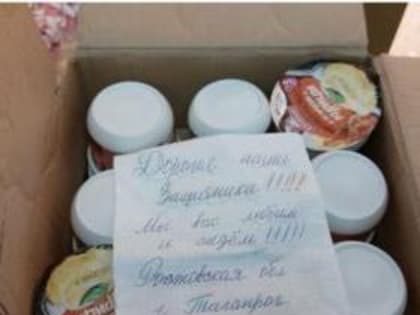 Дорогие наши
Защитники!!!!!
Мы вас любим
и ждём!!!!!
Ростовская обл
г. Таганрог